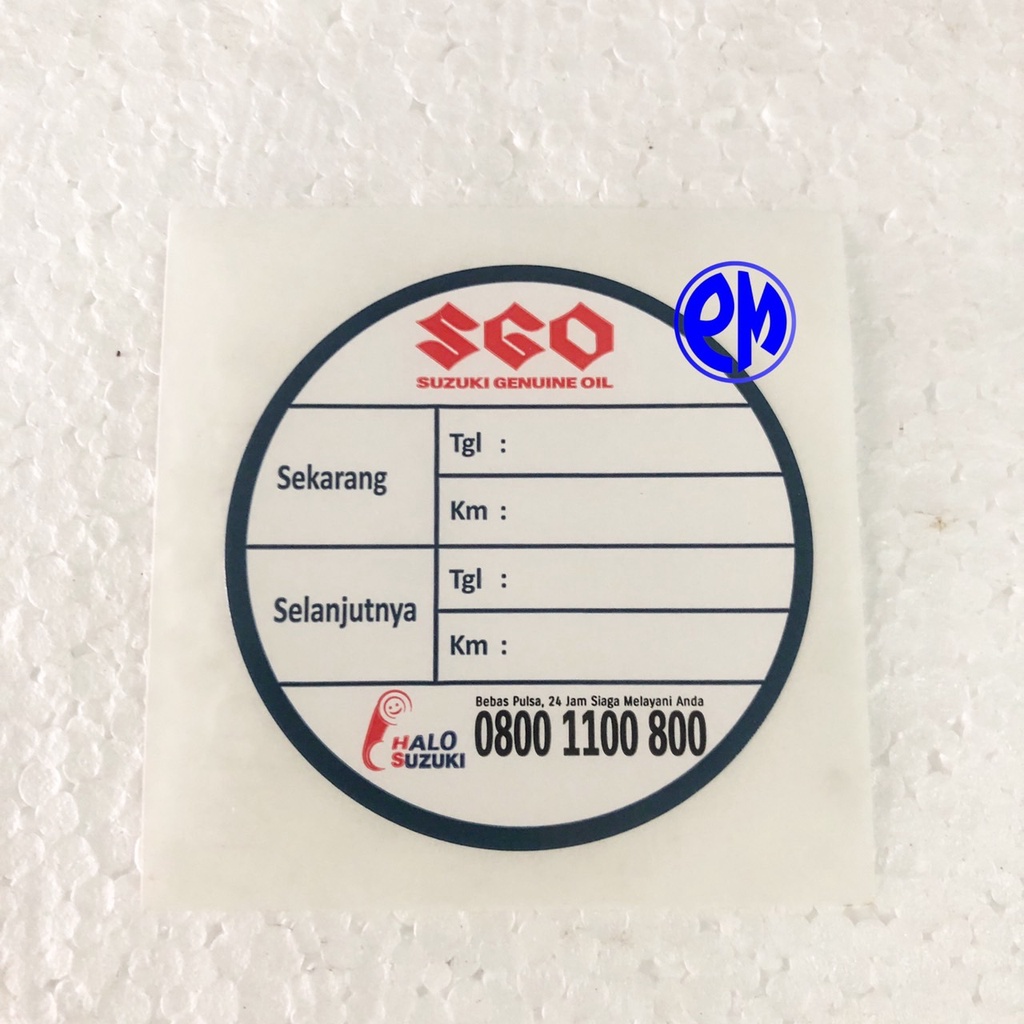 SGO
SUZUKI GENUINE OIL
PM
Sekarang
Tgl :
Km :
Selanjutnya
Tgl :
Km :
HALO
SUZUKI
Bebas Pulsa, 24 Jam Siaga Melayani Anda
0800 1100 800